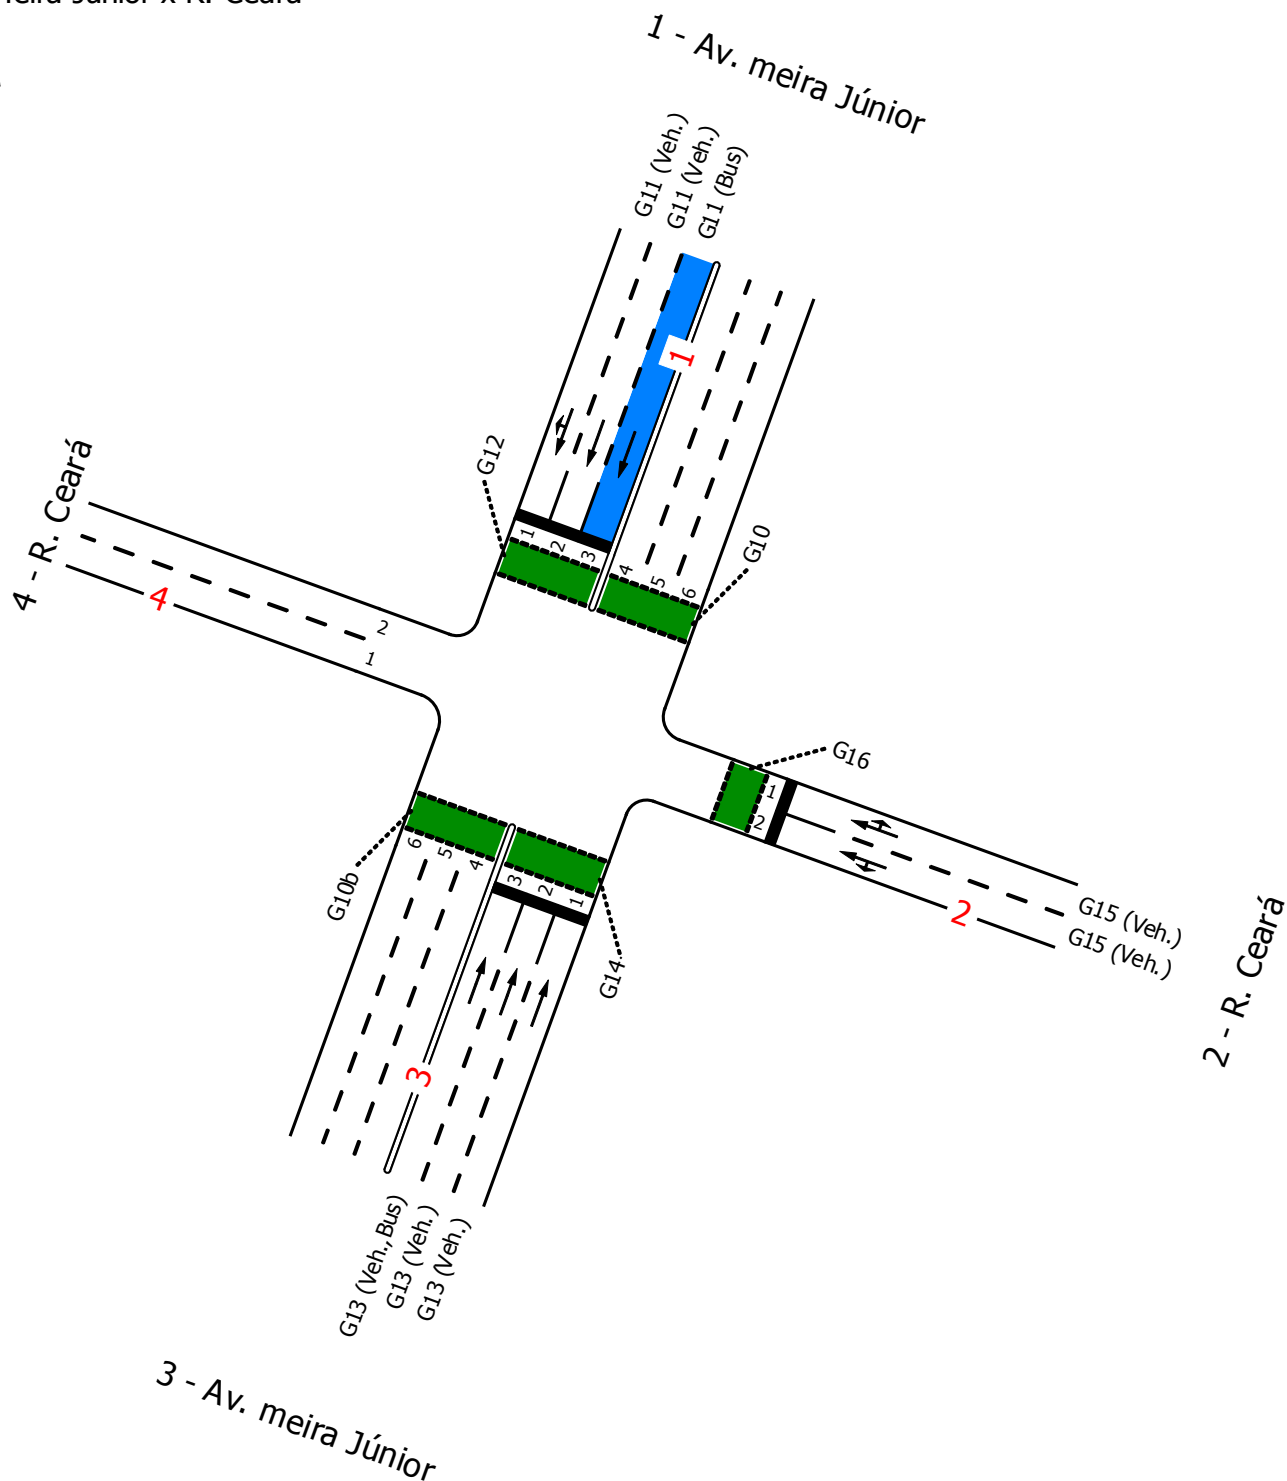 x R. Ceará
1 - Av. meira Júnior
G11 (Veh.)
G11 (Veh.)
G11 (Bus)
1
G12
G10
1
2
3
4
5
6
4 - R. Ceará
4
2
1
G16
1
2
G15 (Veh.)
G15 (Veh.)
2
2 - R. Ceará
G10b
6
5
4
3
2
1
G14
3
G13 (Veh.,Bus)
G13 (Veh.)
G13 (Veh.)
3 - Av. meira Júnior